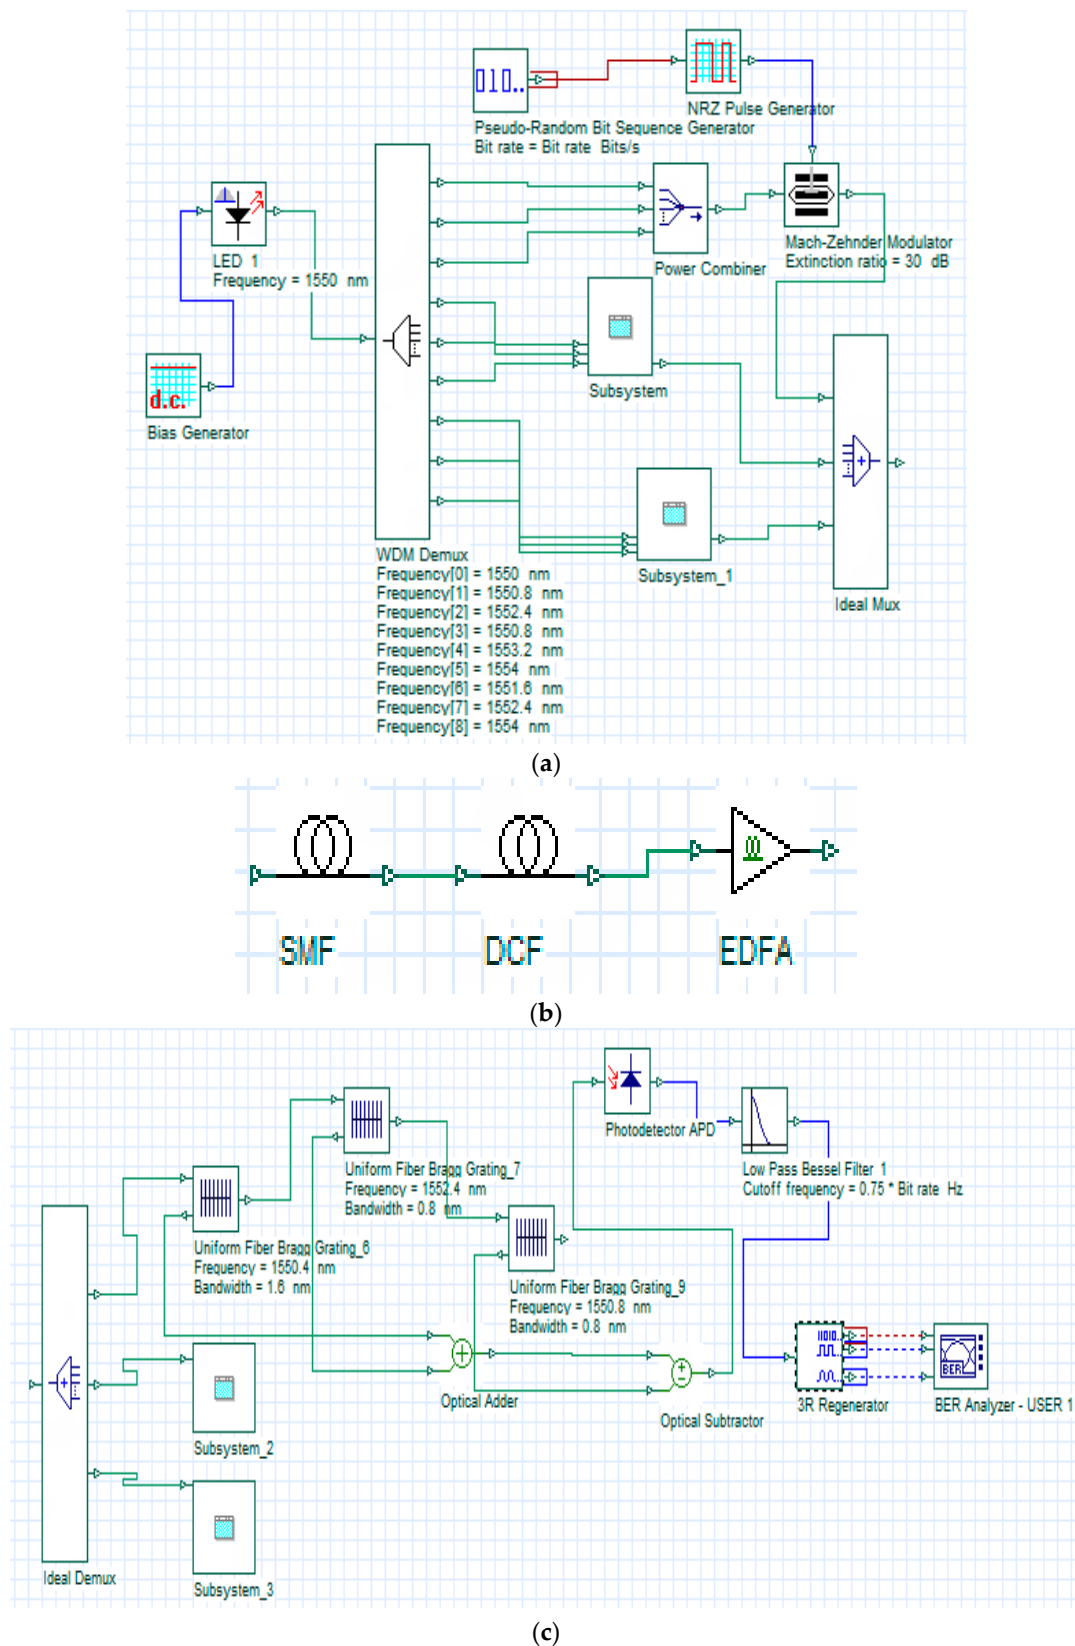 010..
NRZ Pulse Generator
Pseudo-Random Bit Sequence Generator
Bit rate = Bit rate Bits/s
LED 1
Frequency = 1550 nm
Power Combiner
Mach-Zehnder Modulator
Extinction ratio = 30 dB
Subsystem
d.c.
Bias Generator
Subsystem_1
Ideal Mux
WDM Demux
Frequency[0] = 1550 nm
Frequency[1] = 1550.8 nm
Frequency[2] = 1552.4 nm
Frequency[3] = 1550.8 nm
Frequency[4] = 1553.2 nm
Frequency[5] = 1554 nm
Frequency[6] = 1551.6 nm
Frequency[7] = 1552.4 nm
Frequency[8] = 1554 nm
(a)
SMF DCF EDFA
(b)
Photodetector APD
Low Pass Bessel Filter 1
Cutoff frequency = 0.75 * Bit rate Hz
Uniform Fiber Bragg Grating_7
Frequency = 1552.4 nm
Bandwidth = 0.8 nm
Uniform Fiber Bragg Grating_6
Frequency = 1550.4 nm
Bandwidth = 1.6 nm
Uniform Fiber Bragg Grating_9
Frequency = 1550.8 nm
Bandwidth = 0.8 nm
Optical Adder
Optical Subtractor
11010..
BER
3R Regenerator
BER Analyzer - USER 1
Subsystem_2
Ideal Demux
Subsystem_3
(c)